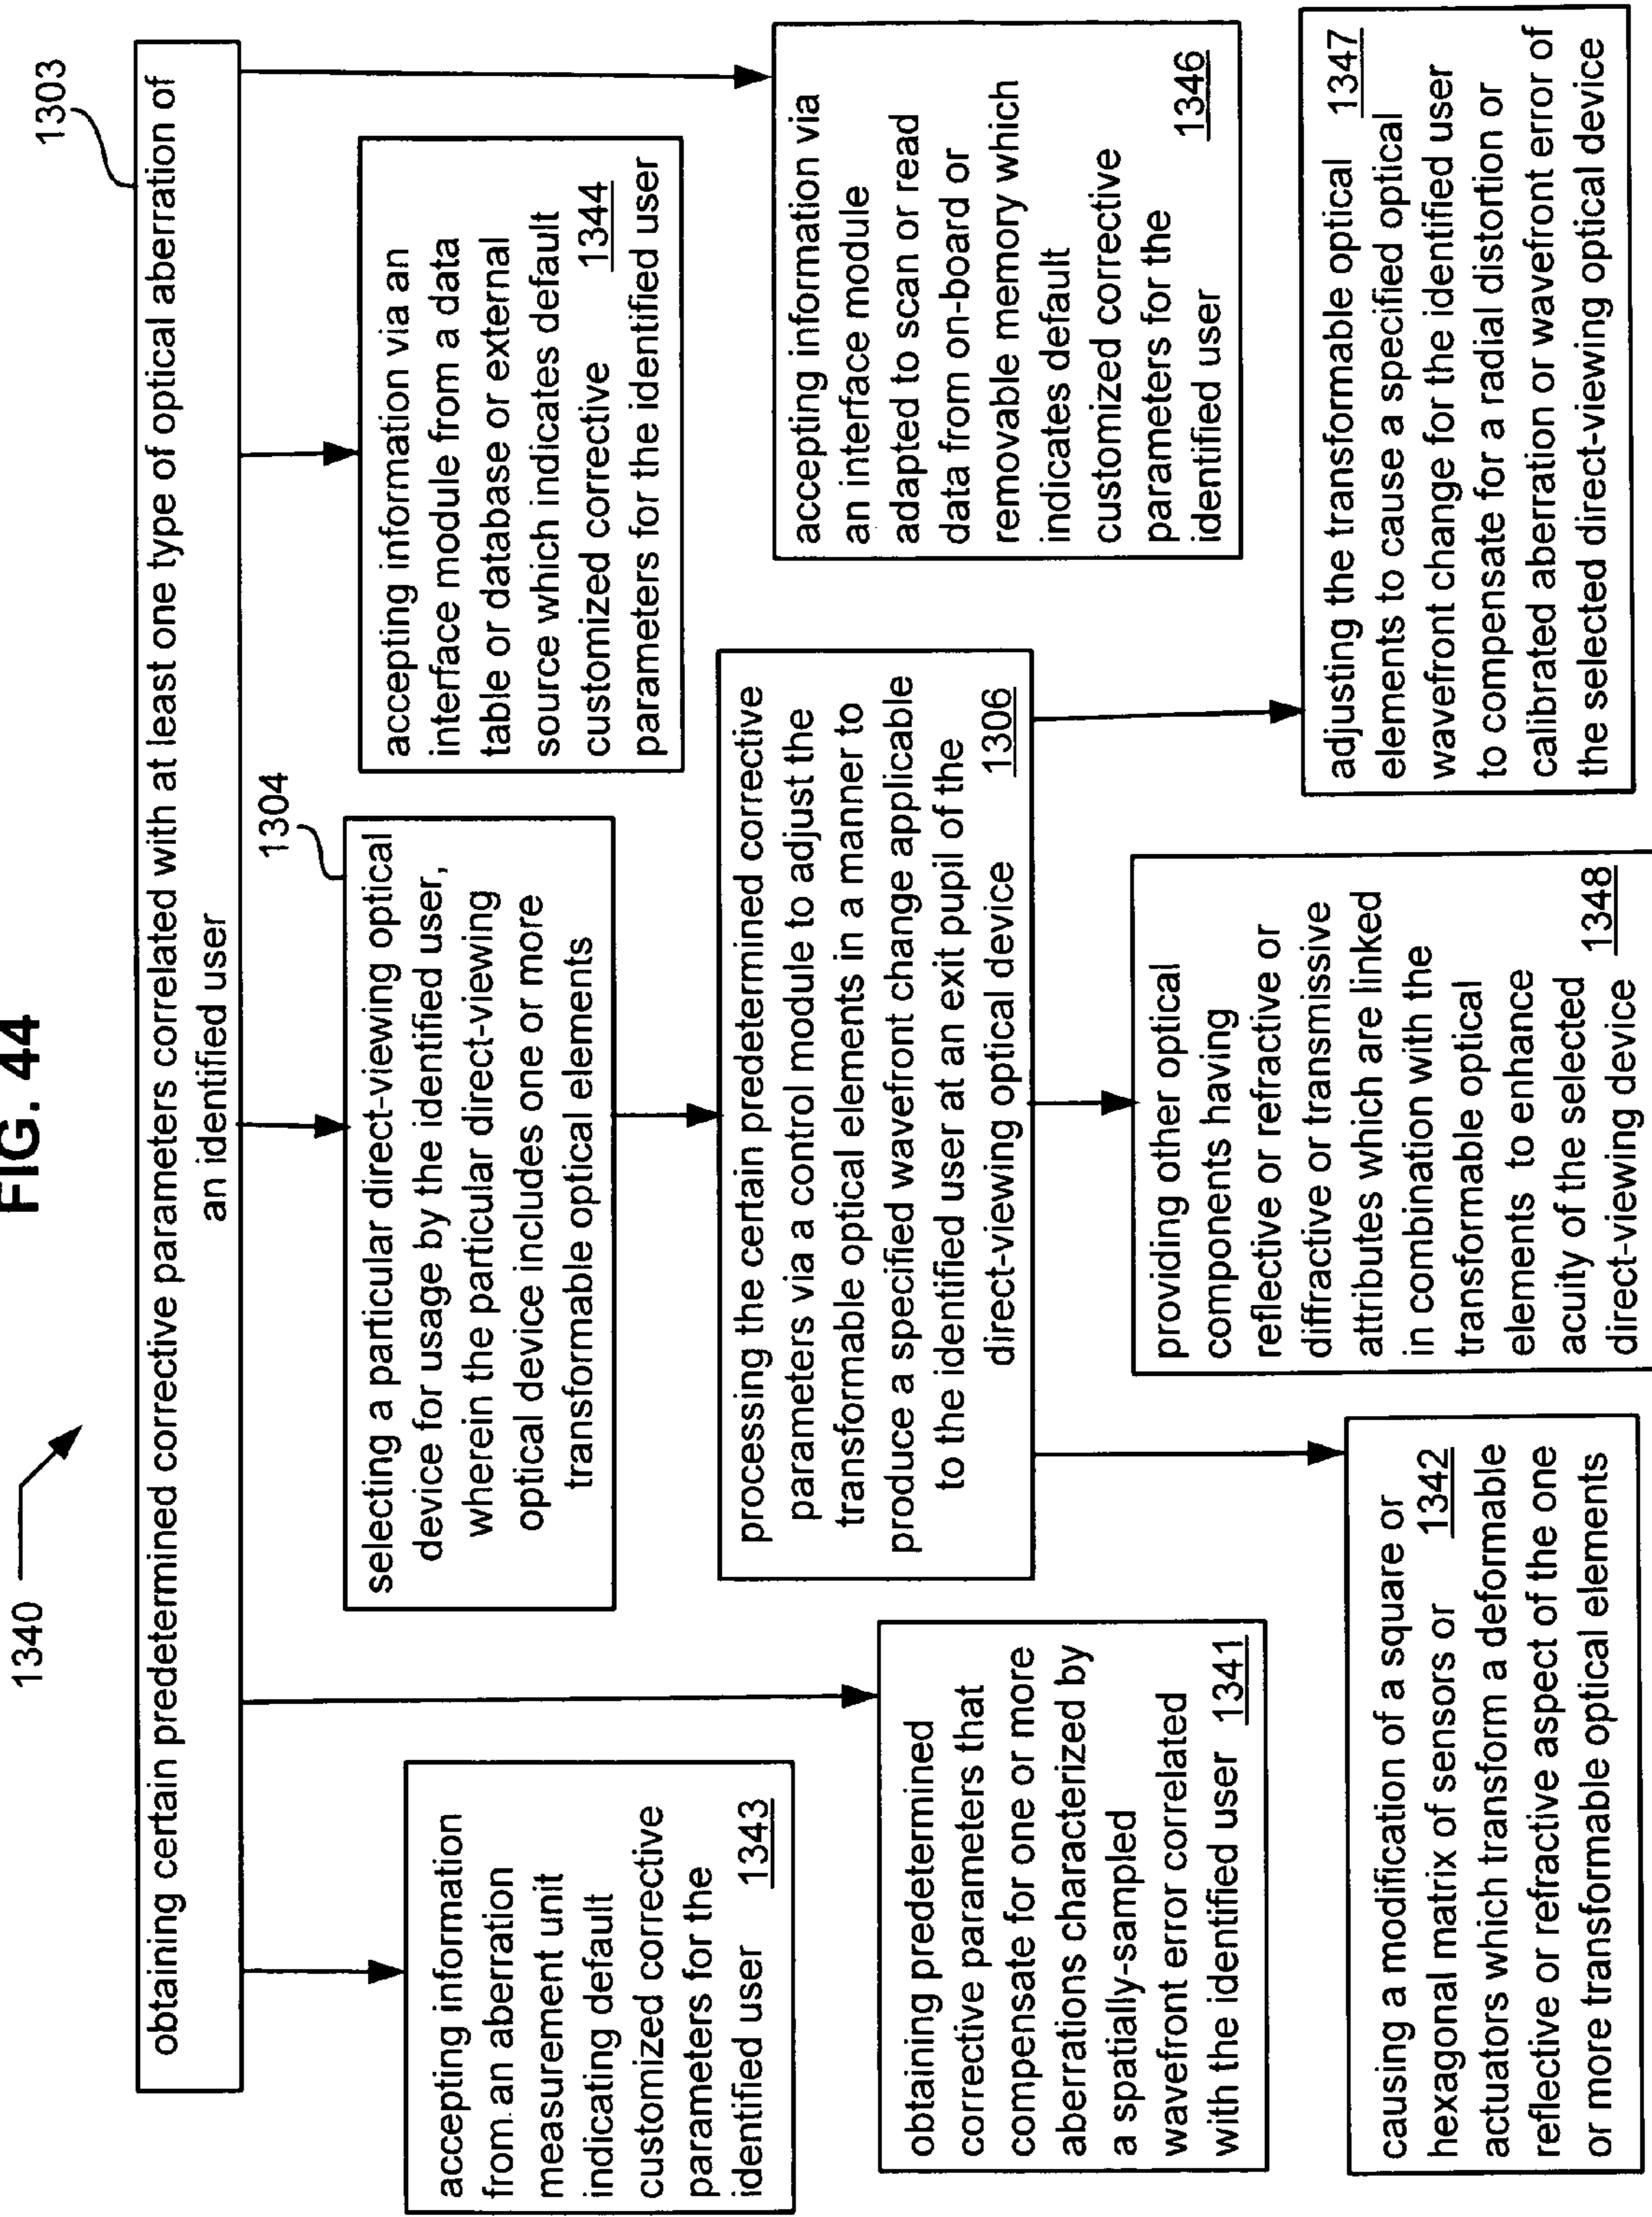 FIG. 44
1340
1303
obtaining certain predetermined corrective parameters correlated with at least one type of optical aberration of
an identified user
1304
selecting a particular direct-viewing optical
device for usage by the identified user,
wherein the particular direct-viewing
optical device includes one or more
transformable optical elements
accepting information via an
interface module from a data
table or database or external
source which indicates default
customized corrective 1344
parameters for the identified user
accepting information
from an aberration
measurement unit
indicating default
customized corrective
parameters for the
identified user 1343
processing the certain predetermined corrective
parameters via a control module to adjust the
transformable optical elements in a manner to
produce a specified wavefront change applicable
to the identified user at an exit pupil of the
direct-viewing optical device 1306
accepting information via
an interface module
adapted to scan or read
data from on-board or
removable memory which
indicates default
customized corrective
parameters for the
identified user 1346
obtaining predetermined
corrective parameters that
compensate for one or more
aberrations characterized by
a spatially-sampled
wavefront error correlated
with the identified user 1341
causing a modification of a square or
hexagonal matrix of sensors or 1342
actuators which transform a deformable
reflective or refractive aspect of the one
or more transformable optical elements
providing other optical
components having
reflective or refractive or
diffractive or transmissive
attributes which are linked
in combination with the
transformable optical
elements to enhance
acuity of the selected 1348
direct-viewing device
adjusting the transformable optical 1347
elements to cause a specified optical
wavefront change for the identified user
to compensate for a radial distortion or
calibrated aberration or wavefront error of
the selected direct-viewing optical device